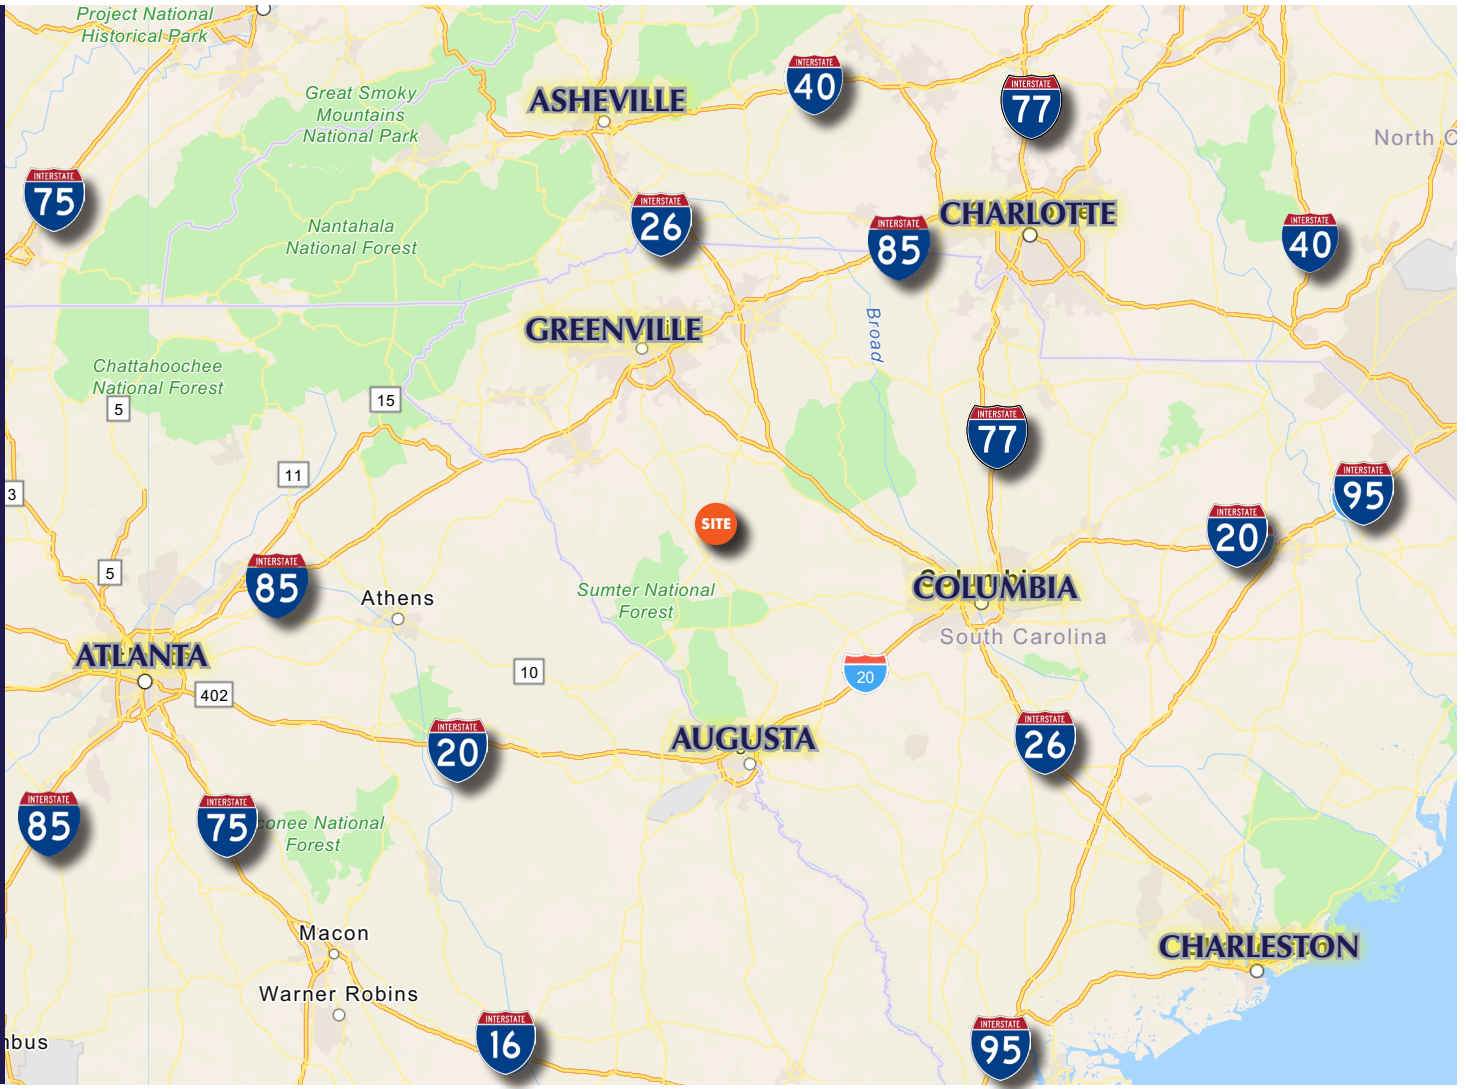 Project National
Historical Park
Great Smoky
Mountains
National Park
ASHEVILLE
INTERSTATE
40
INTERSTATE
77
North C
INTERSTATE
75
Nantahala
National Forest
INTERSTATE
26
INTERSTATE
85
CHARLOTTE
INTERSTATE
40
GREENVILLE
Broad
Chattahoochee
National Forest
5
15
INTERSTATE
77
11
3
INTERSTATE
95
SITE
INTERSTATE
20
5
INTERSTATE
85
Athens
Sumter National
Forest
COLUMBIA
South Carolina
ATLANTA
402
10
20
INTERSTATE
20
AUGUSTA
INTERSTATE
26
INTERSTATE
85
INTERSTATE
75
conee National
Forest
Macon
Warner Robins
CHARLESTON
INTERSTATE
16
INTERSTATE
95
nbus